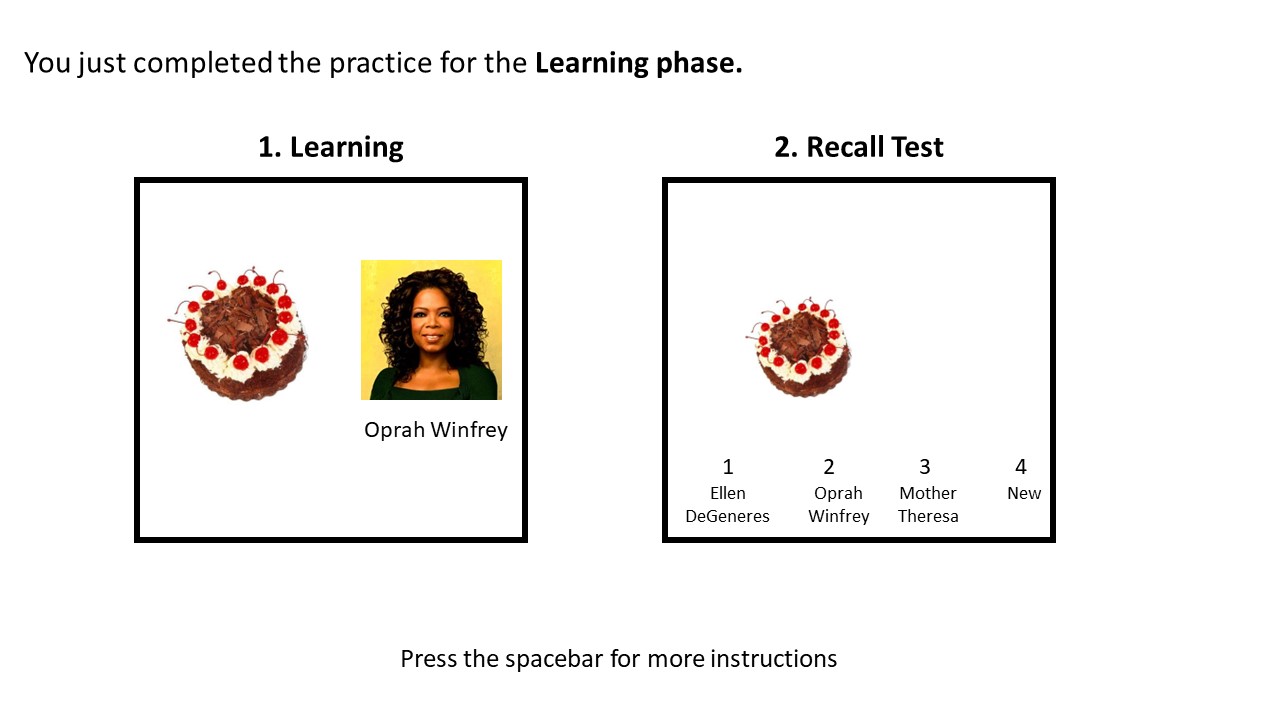 You just completed the practice for the Learning phase.
1. Learning
2. Recall Test
Oprah Winfrey
1 2 3 4
Ellen Oprah Mother New
DeGeneres Winfrey Theresa
Press the spacebar for more instructions